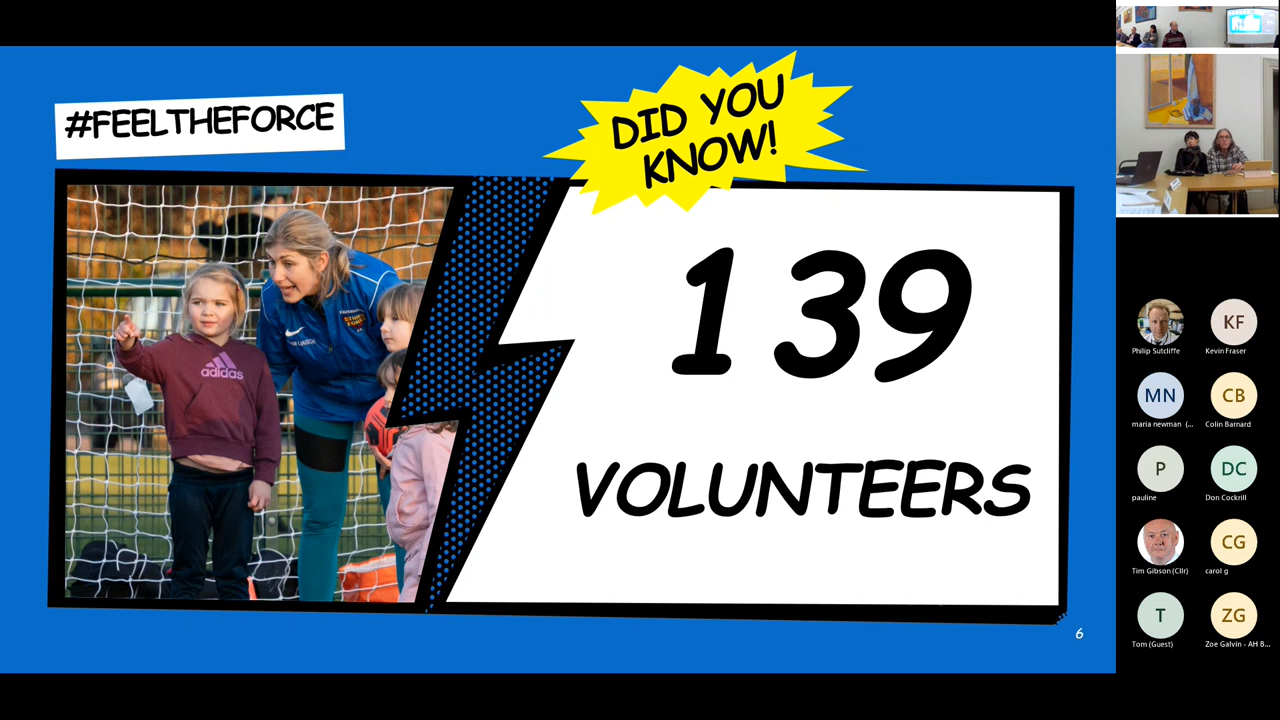 #FEELTHEFORCE
DID YOU
KNOW!
139
VOLUNTEERS
adidas
6
Philip Sutcliffe
KF
Kevin Fraser
MN
maria newman (...
CB
Colin Barnard
P
pauline
DC
Don Cockrill
Tim Gibson (Cllr)
CG
carol g
T
Tom (Guest)
ZG
Zoe Galvin - AH B...